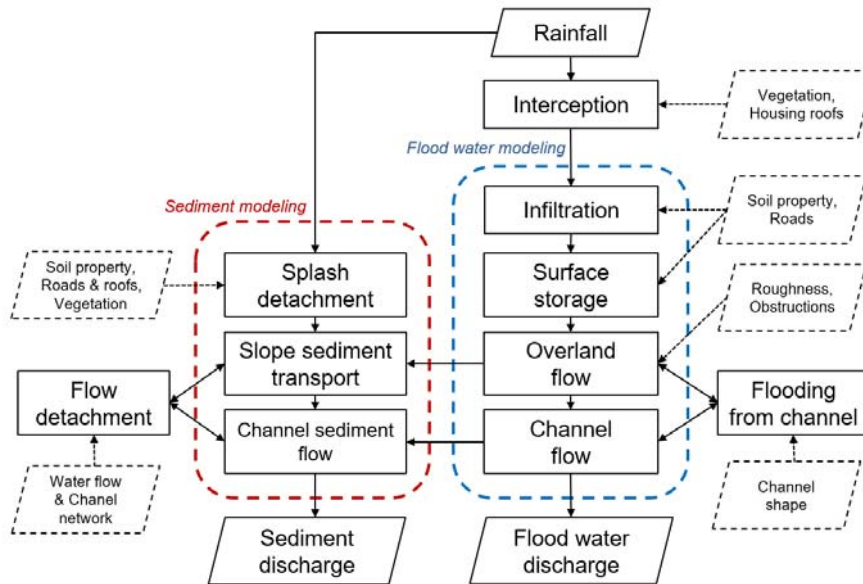 Rainfall
Interception
Vegetation,
Housing roofs
Flood water modeling
Sediment modeling
Infiltration
Soil property,
Roads
Soil property,
Roads & roofs,
Vegetation
Splash
detachment
Surface
storage
Roughness,
Obstructions
Slope sediment
transport
Overland
flow
Flow
detachment
Flooding
from channel
Channel sediment
flow
Channel
flow
Water flow
& Chanel
network
Channel
shape
Sediment
discharge
Flood water
discharge